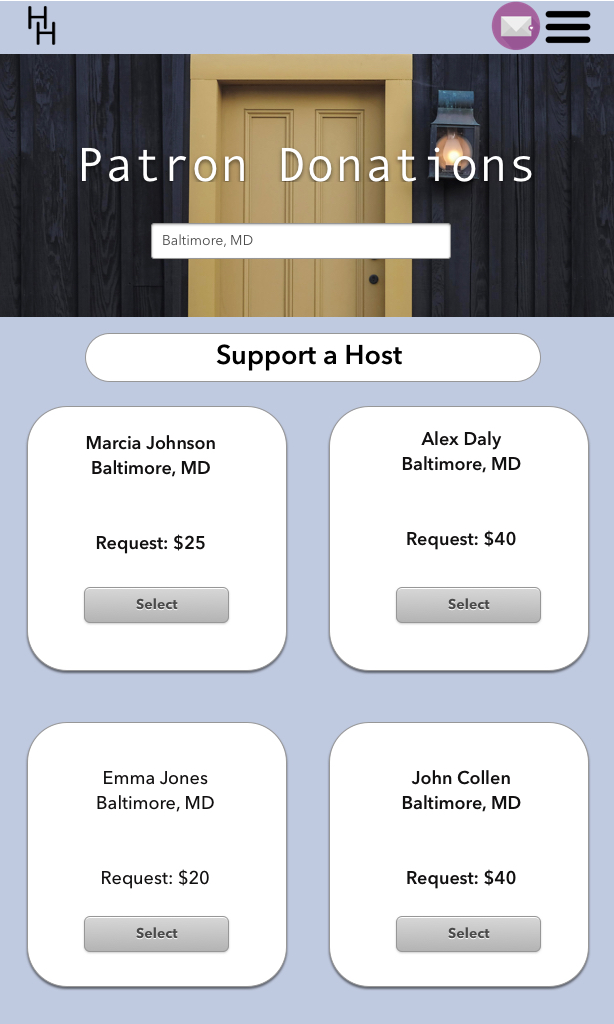 HH
Patron Donations
Baltimore, MD
Support a Host
Marcia Johnson
Baltimore, MD
Request: $25
Select
Alex Daly
Baltimore, MD
Request: $40
Select
Emma Jones
Baltimore, MD
Request: $20
Select
John Collen
Baltimore, MD
Request: $40
Select